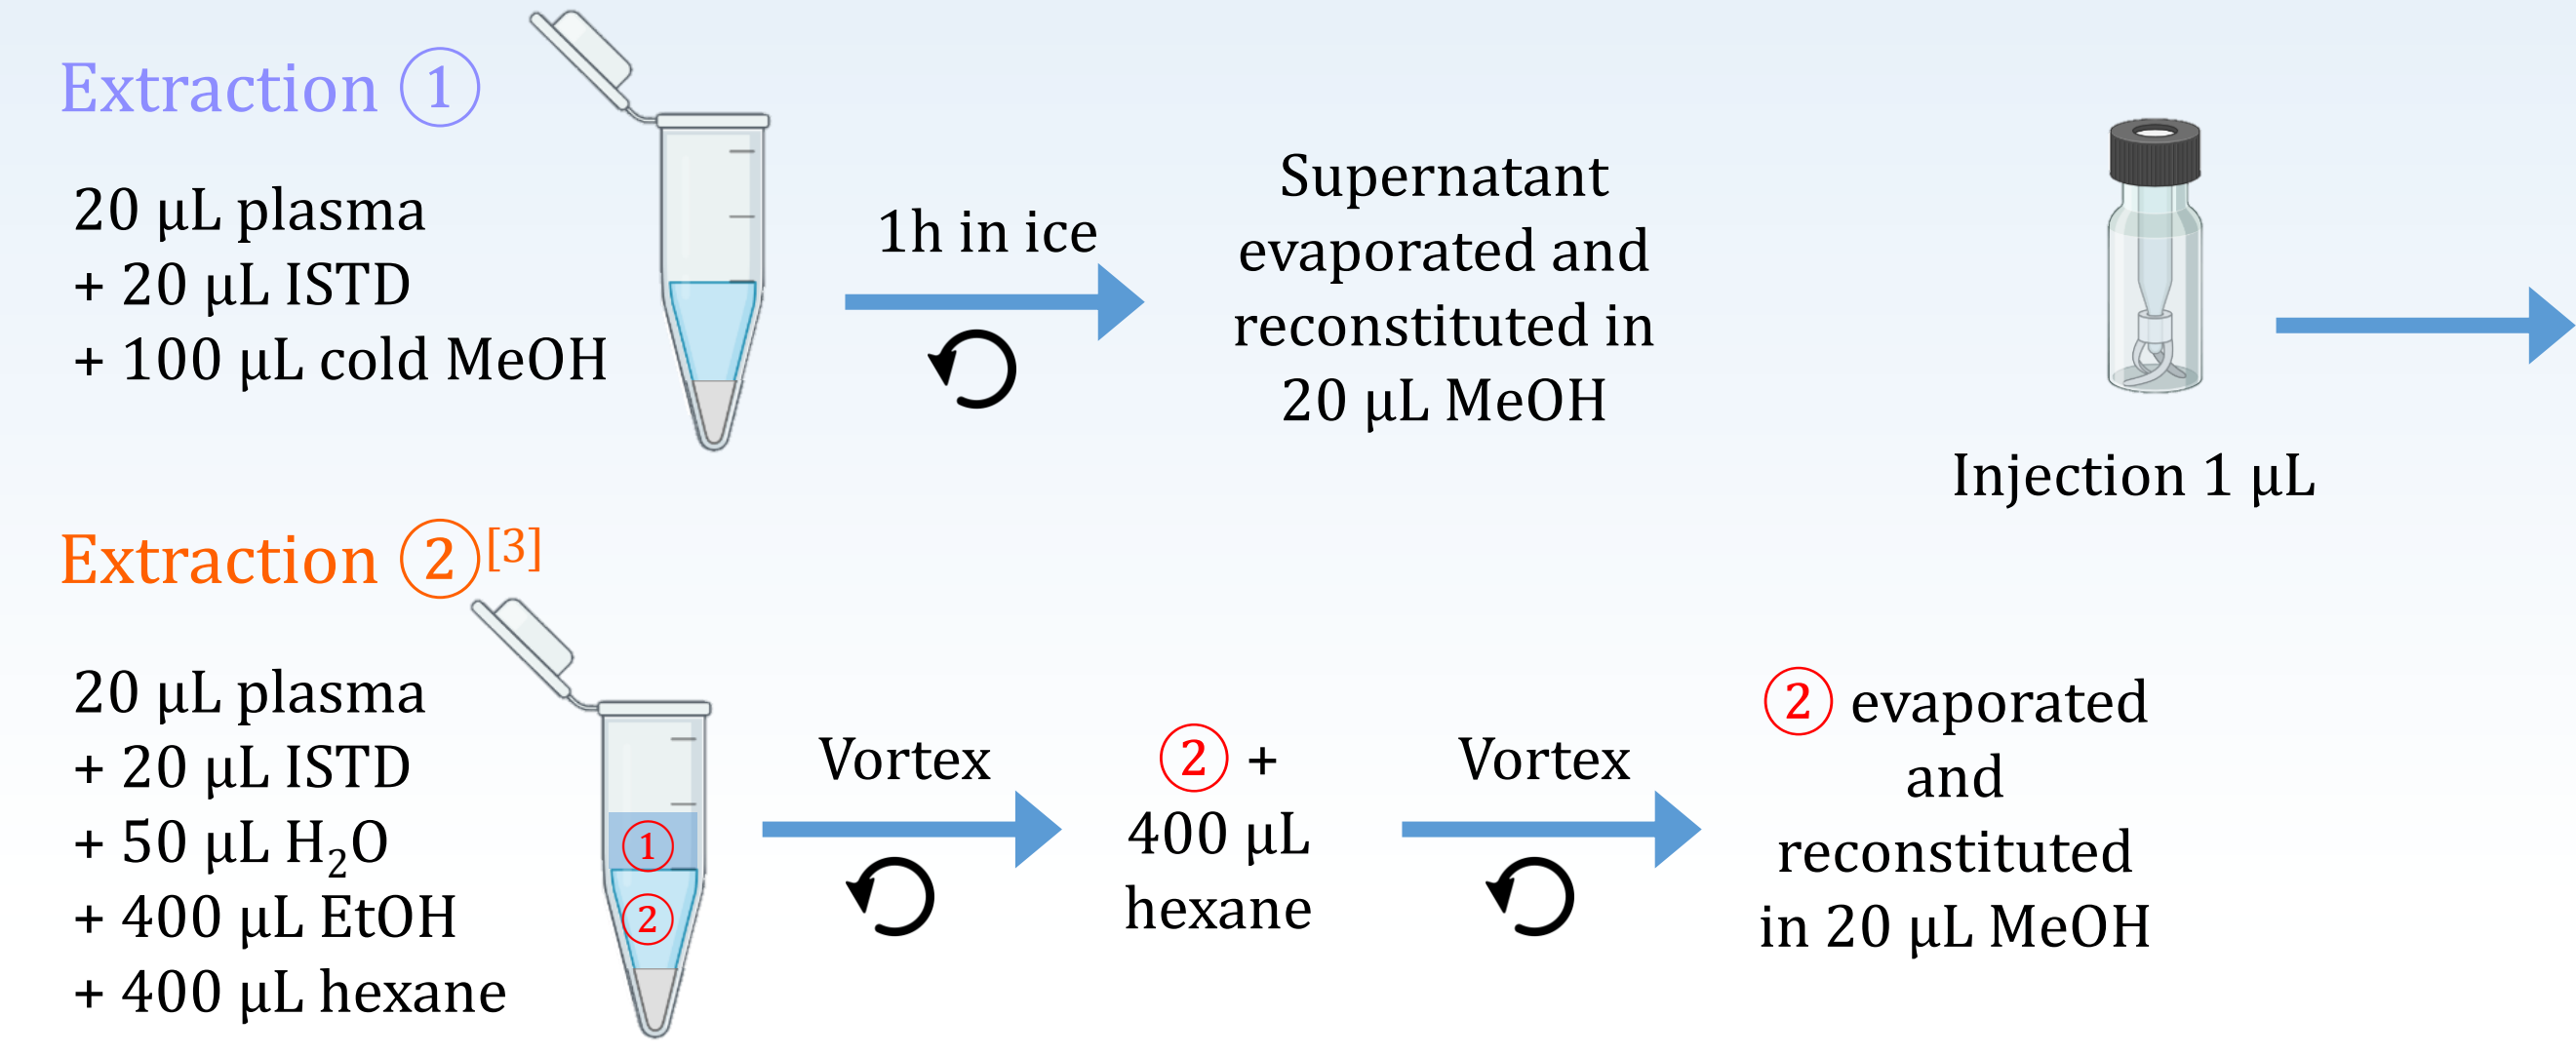 Extraction ①
20 µL plasma
+ 20 µL ISTD
+ 100 µL cold MeOH
1h in ice
Supernatant
evaporated and
reconstituted in
20 µL MeOH
Injection 1 µL
Extraction ②[3]
20 µL plasma
+ 20 µL ISTD
+ 50 µL H₂O
+ 400 µL EtOH
+ 400 µL hexane
①
②
Vortex
② +
400 µL
hexane
Vortex
② evaporated
and
reconstituted
in 20 µL MeOH